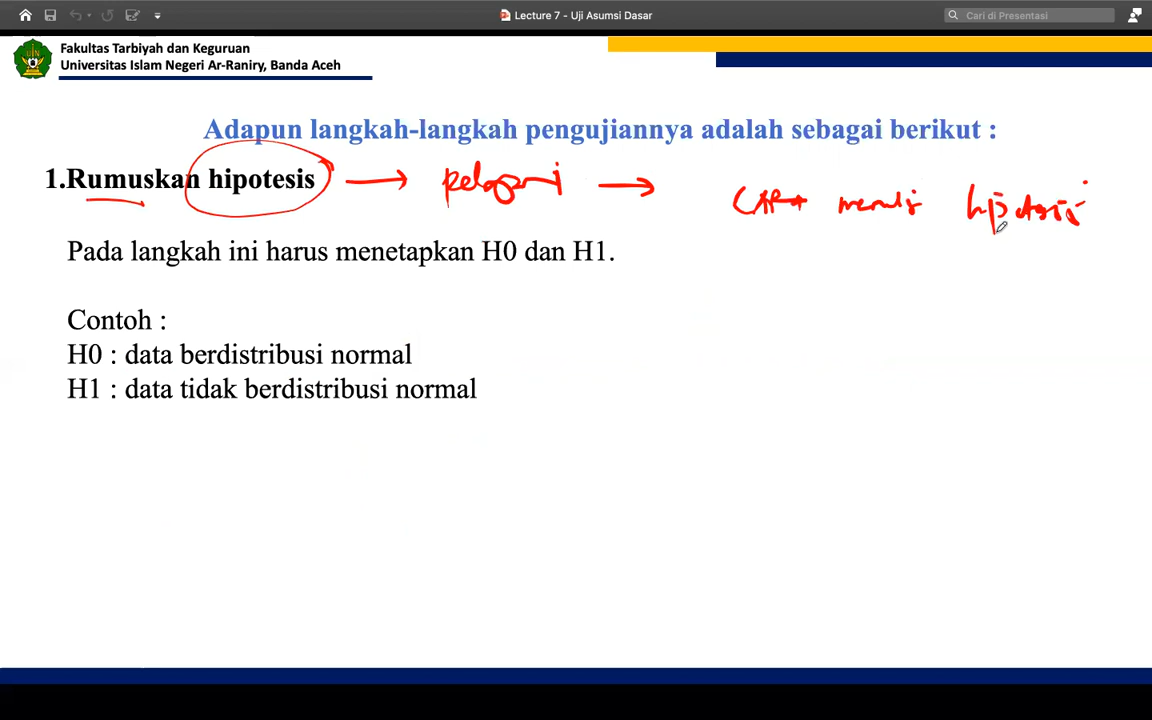 Lecture 7 - Uji Asumsi Dasar
Cari di Presentasi
Fakultas Tarbiyah dan Keguruan
Universitas Islam Negeri Ar-Raniry, Banda Aceh
Adapun langkah-langkah pengujiannya adalah sebagai berikut :
1.Rumuskan hipotesis
menulis hipotesis
Pada langkah ini harus menetapkan H0 dan H1.
Contoh :
H0 : data berdistribusi normal
H1 : data tidak berdistribusi normal